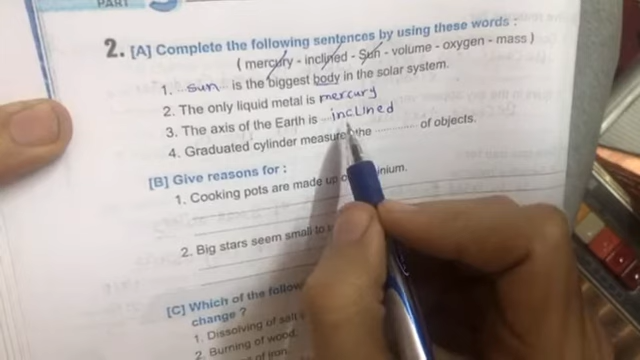 PART
2. [A] Complete the following sentences by using these words :
( mercury - inclined - Sun - volume - oxygen - mass )
1. ...sun... is the biggest body in the solar system.
2. The only liquid metal is mercury
3. The axis of the Earth is inclined
4. Graduated cylinder measures the ............ of objects.
[B] Give reasons for :
1. Cooking pots are made up
2. Big stars seem small to
[C] Which of the
change ?
1. Dissolving of salt
2. Burning of wood.
of iron.